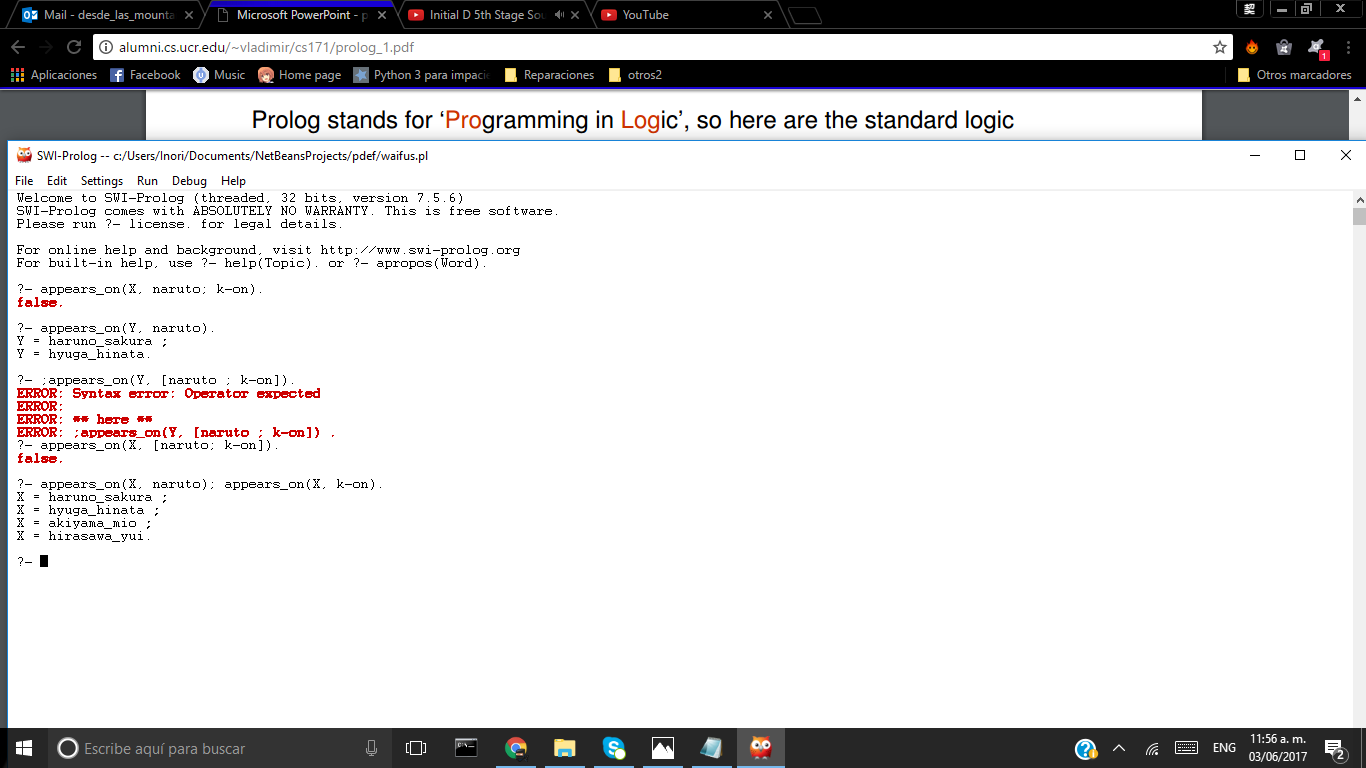 Mail - desde_las_mounta
Microsoft PowerPoint - p
Initial D 5th Stage Sou
YouTube
alumni.cs.ucr.edu/~vladimir/cs171/prolog_1.pdf
Aplicaciones
Facebook
Music
Home page
Python 3 para impacie
Reparaciones
otros2
Otros marcadores
Prolog stands for ‘Programming in Logic’, so here are the standard logic
SWI-Prolog -- c:/Users/Inori/Documents/NetBeansProjects/pdef/waifus.pl
File Edit Settings Run Debug Help
Welcome to SWI-Prolog (threaded, 32 bits, version 7.5.6)
SWI-Prolog comes with ABSOLUTELY NO WARRANTY. This is free software.
Please run ?- license. for legal details.
For online help and background, visit http://www.swi-prolog.org
For built-in help, use ?- help(Topic). or ?- apropos(Word).
?- appears_on(X, naruto; k-on).
false.
?- appears_on(Y, naruto).
Y = haruno_sakura ;
Y = hyuga_hinata.
?- ;appears_on(Y, [naruto ; k-on]).
ERROR: Syntax error: Operator expected
ERROR:
ERROR: ** here **
ERROR: ;appears_on(Y, [naruto ; k-on]) .
?- appears_on(X, [naruto; k-on]).
false.
?- appears_on(X, naruto); appears_on(X, k-on).
X = haruno_sakura ;
X = hyuga_hinata ;
X = akiyama_mio ;
X = hirasawa_yui.
?-
Escribe aquí para buscar
ENG
11:56 a. m.
03/06/2017
2
1